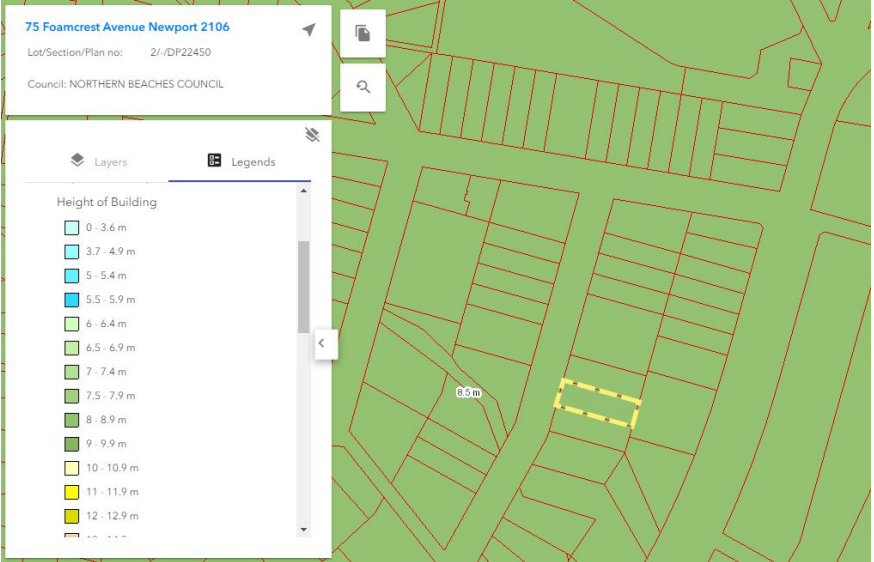 75 Foamcrest Avenue Newport 2106
Lot/Section/Plan no: 2/-/DP22450
Council: NORTHERN BEACHES COUNCIL
Layers
Legends
Height of Building
0 - 3.6 m
3.7 - 4.9 m
5 - 5.4 m
5.5 - 5.9 m
6 - 6.4 m
6.5 - 6.9 m
7 - 7.4 m
7.5 - 7.9 m
8 - 8.9 m
9 - 9.9 m
10 - 10.9 m
11 - 11.9 m
12 - 12.9 m
8.5 m